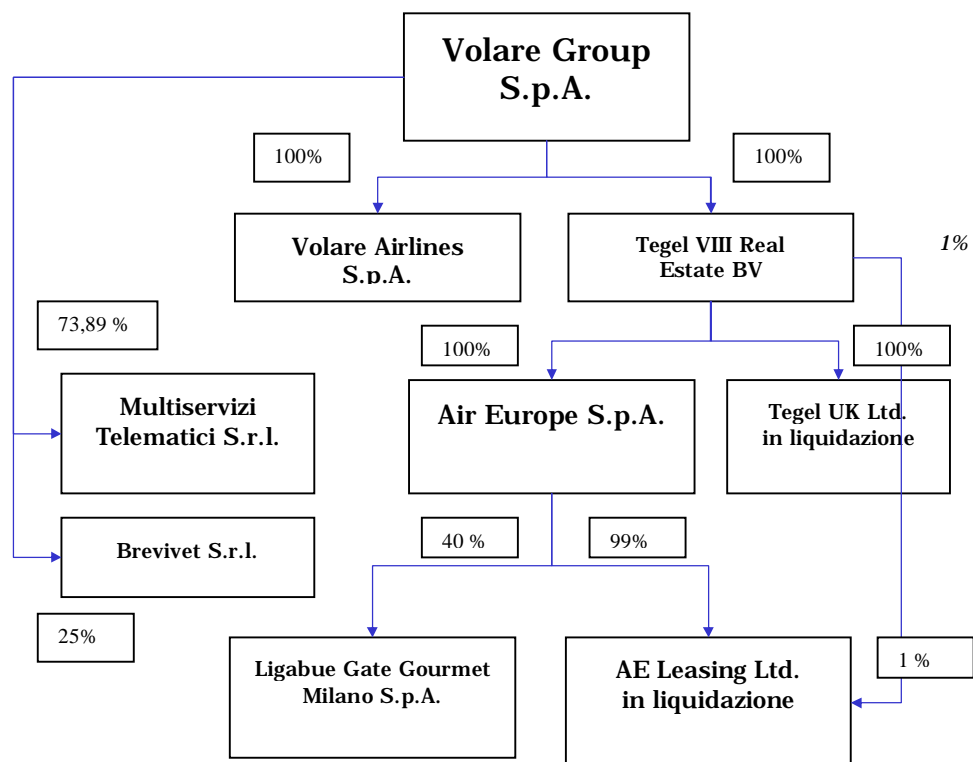 Volare Group
S.p.A.
100%
100%
Volare Airlines
S.p.A.
Tegel VIII Real
Estate BV
1%
73,89 %
100%
100%
Multiservizi
Telematici S.r.l.
Air Europe S.p.A.
Tegel UK Ltd.
in liquidazione
Brevivet S.r.l.
40 %
99%
25%
Ligabue Gate Gourmet
Milano S.p.A.
AE Leasing Ltd.
in liquidazione
1 %